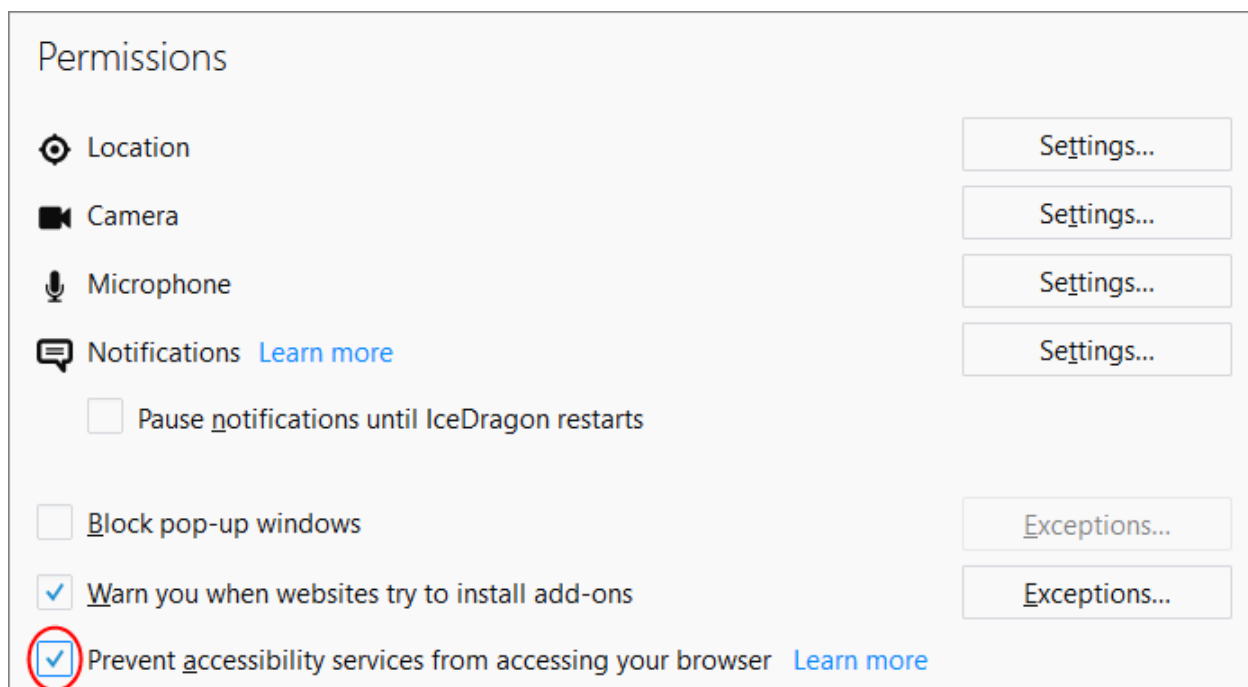 Permissions
Location Settings...
Camera Settings...
Microphone Settings...
Notifications Learn more Settings...
Pause notifications until IceDragon restarts
Block pop-up windows Exceptions...
Warn you when websites try to install add-ons Exceptions...
Prevent accessibility services from accessing your browser Learn more